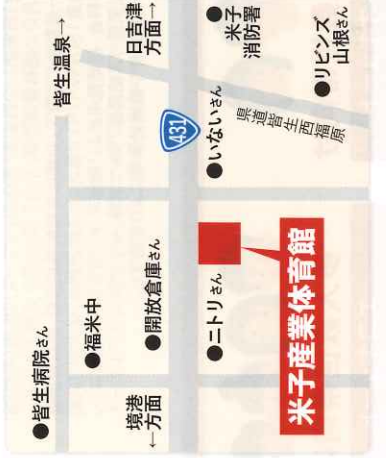 ●皆生病院さん
●福米中
皆生温泉→
境港
←方面
●開放倉庫さん
431
日吉津
方面→
●ニトリさん
●いないさん
●
米子
消防署
県道皆生西福原
●リビンズ
山根さん
米子産業体育館